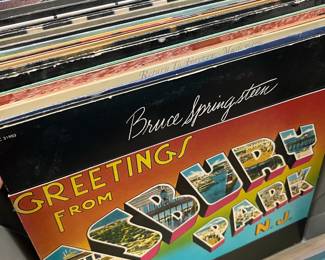 Bruce Springsteen
GREETINGS
FROM
ASBURY
PARK
N.J.